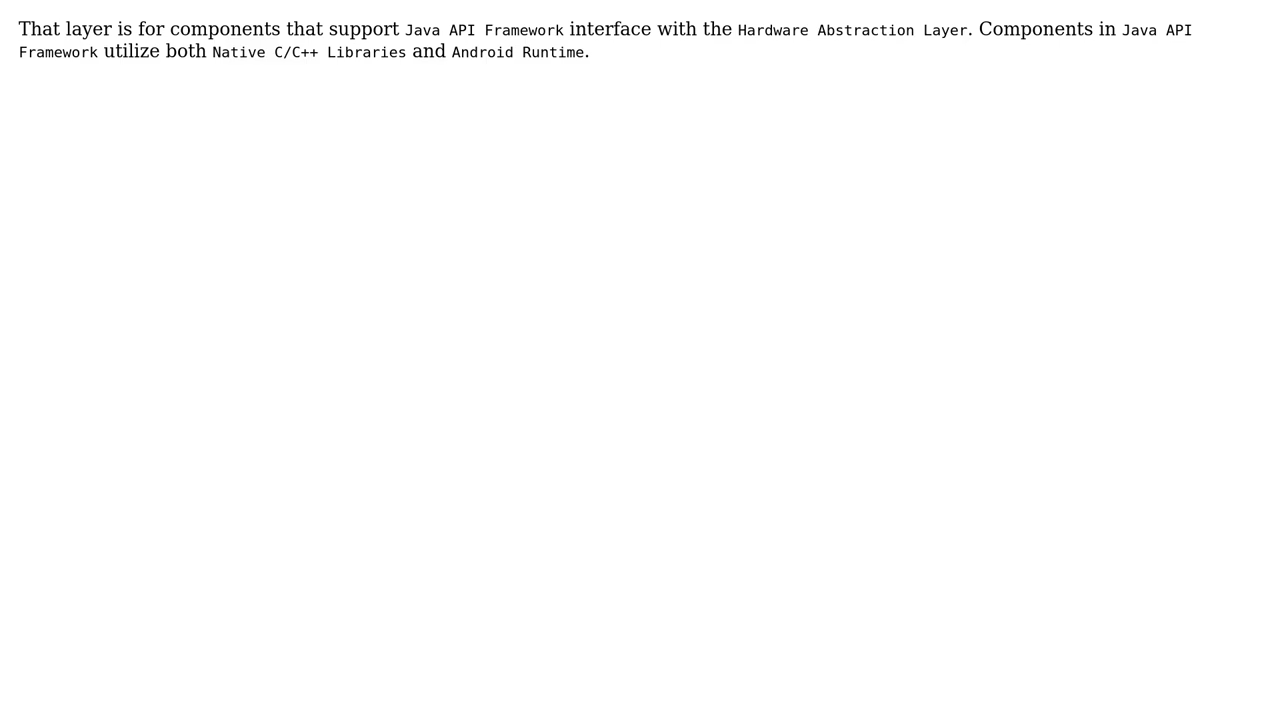 That layer is for components that support Java API Framework interface with the Hardware Abstraction Layer. Components in Java API
Framework utilize both Native C/C++ Libraries and Android Runtime.